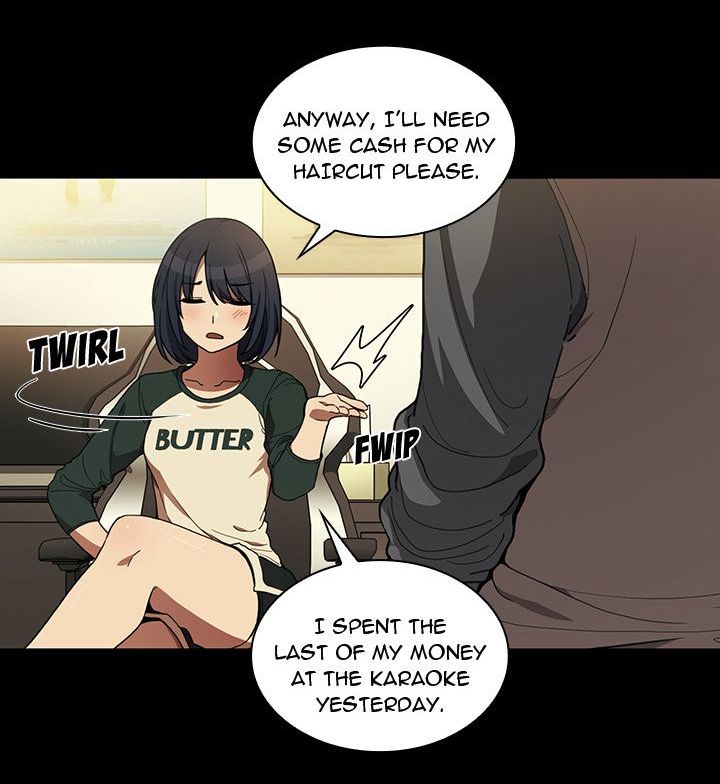 ANYWAY, I'LL NEED
SOME CASH FOR MY
HAIRCUT PLEASE.
TWIRL
BUTTER
FWIP
I SPENT THE
LAST OF MY MONEY
AT THE KARAOKE
YESTERDAY.